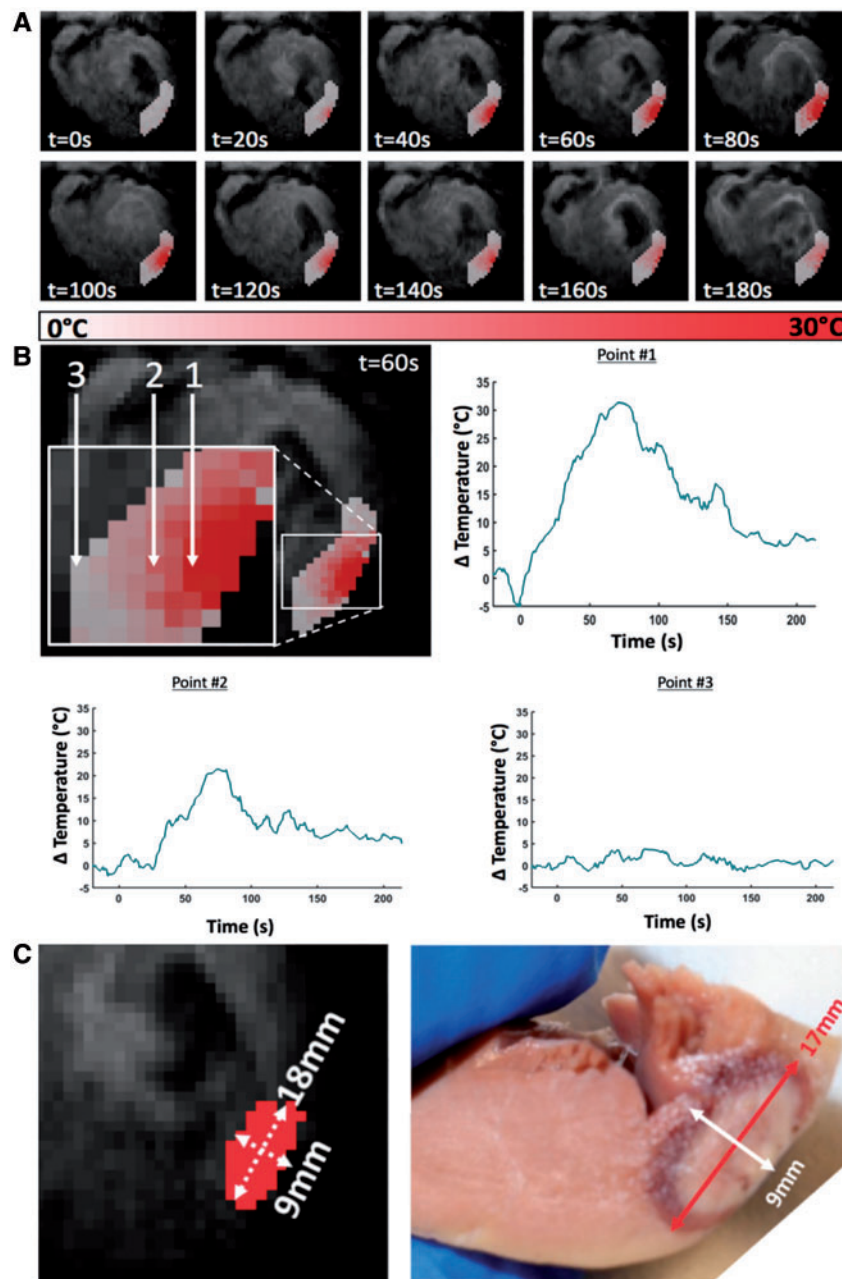 A
t=0s
t=20s
t=40s
t=60s
t=80s
t=100s
t=120s
t=140s
t=160s
t=180s
0°C
30°C
B
3
2
1
t=60s
Point #1
35
30
25
20
15
10
5
0
-5
0
50
100
150
200
Δ Temperature (°C)
Time (s)
Point #2
35
30
25
20
15
10
5
0
-5
0
50
100
150
200
Δ Temperature (°C)
Time (s)
Point #3
35
30
25
20
15
10
5
0
-5
0
50
100
150
200
Δ Temperature (°C)
Time (s)
C
18mm
9mm
17mm
9mm